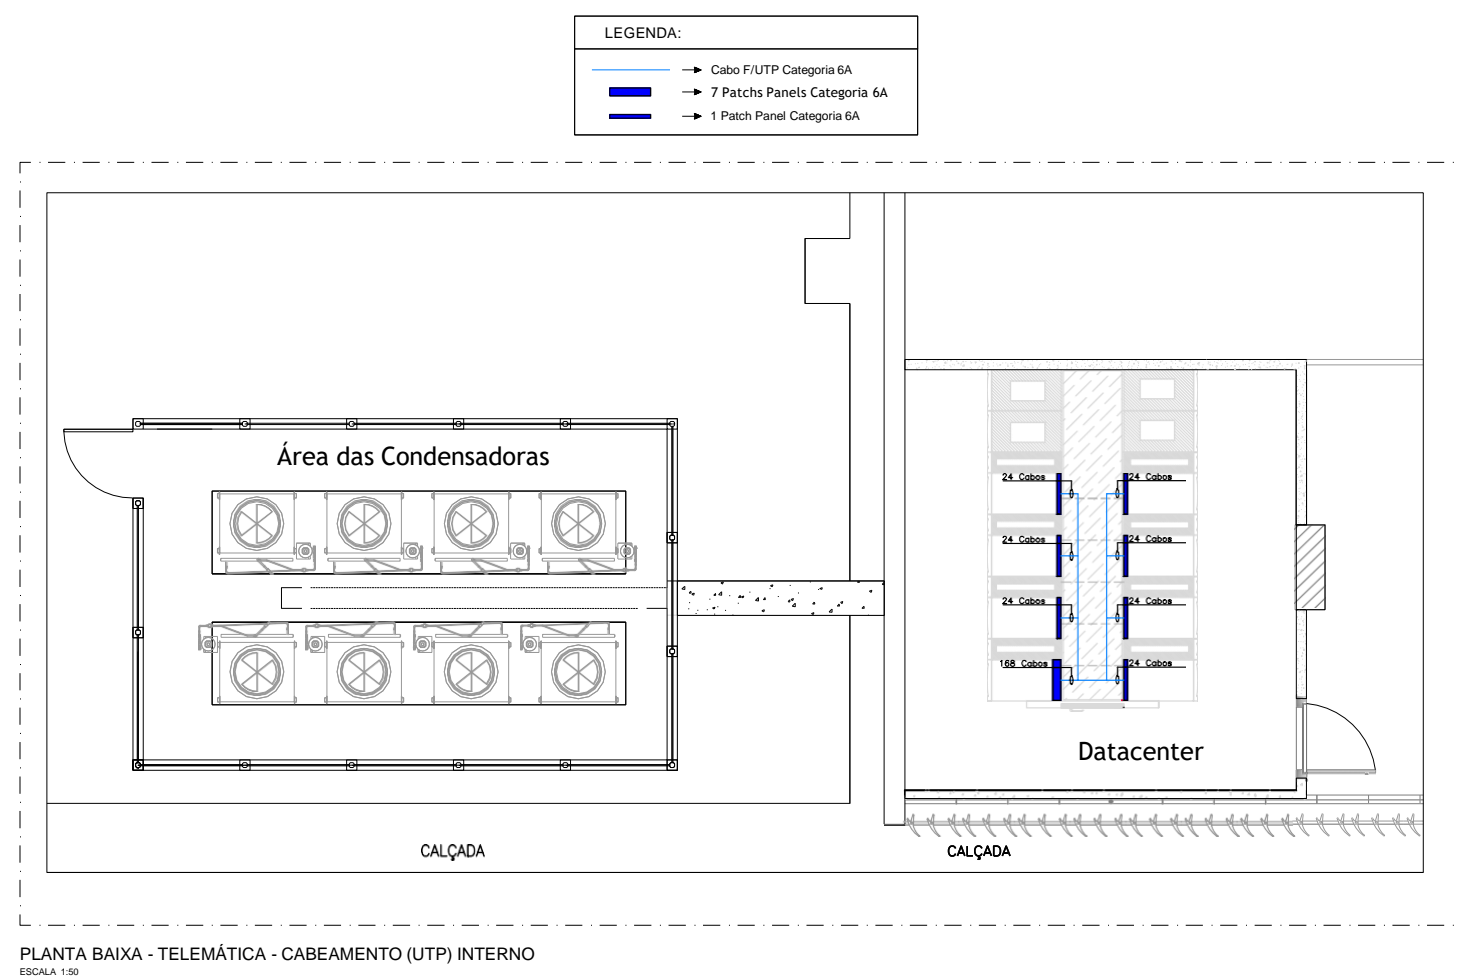 LEGENDA:
Cabo F/UTP Categoria 6A
7 Patchs Panels Categoria 6A
1 Patch Panel Categoria 6A
Área das Condensadoras
24 Cabos 24 Cabos
24 Cabos 24 Cabos
24 Cabos 24 Cabos
168 Cabos 24 Cabos
Datacenter
CALÇADA CALÇADA
PLANTA BAIXA - TELEMÁTICA - CABEAMENTO (UTP) INTERNO
ESCALA 1:50